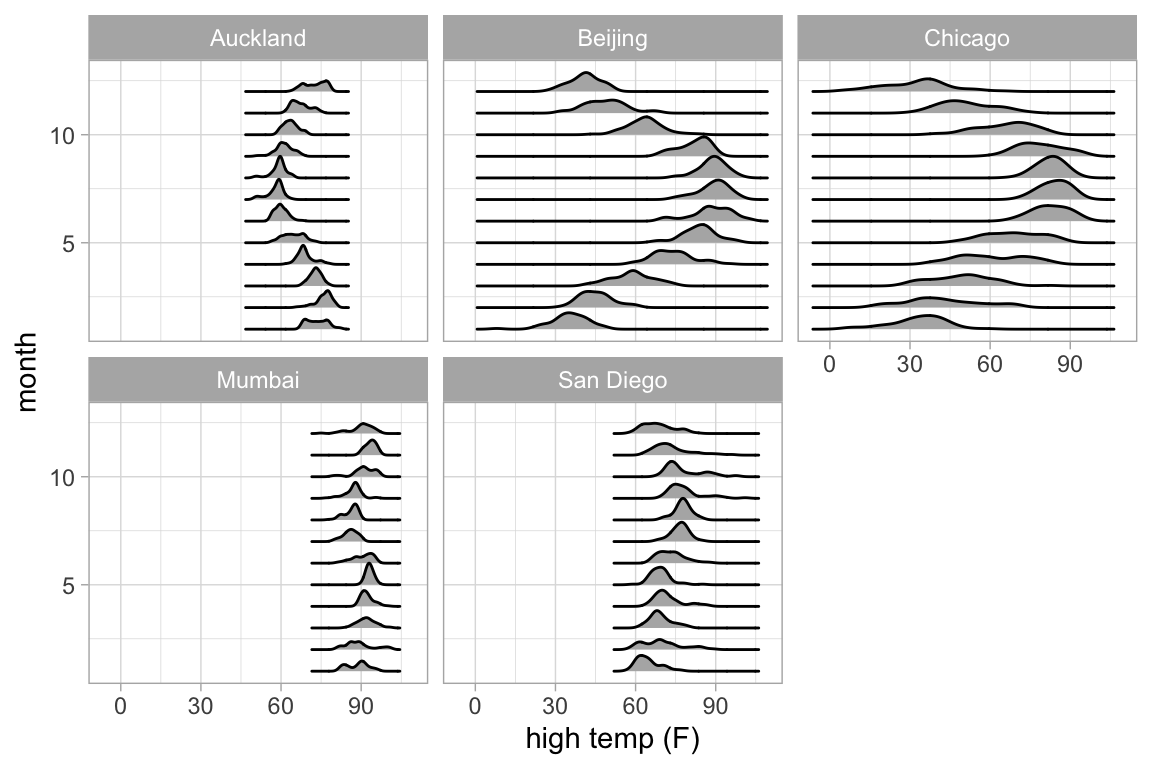 Auckland Beijing Chicago
10
5
0 30 60 90
month
Mumbai San Diego
10
5
0 30 60 90 0 30 60 90
high temp (F)